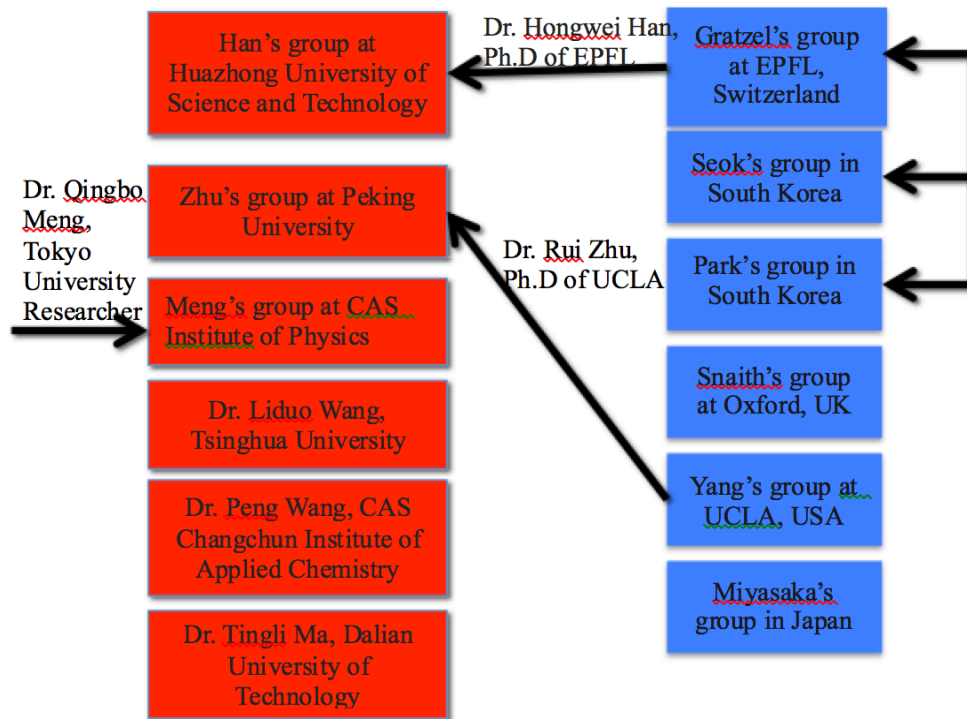 Han's group at
Huazhong University of
Science and Technology
Dr. Hongwei Han,
Ph.D of EPFL
Gratzel's group
at EPFL,
Switzerland
Seok's group in
South Korea
Dr. Qingbo
Meng,
Tokyo
University
Researcher
Zhu's group at Peking
University
Dr. Rui Zhu,
Ph.D of UCLA
Park's group in
South Korea
Meng's group at CAS
Institute of Physics
Snaith's group
at Oxford, UK
Dr. Liduo Wang,
Tsinghua University
Yang's group at
UCLA, USA
Dr. Peng Wang, CAS
Changchun Institute of
Applied Chemistry
Miyasaka's
group in Japan
Dr. Tingli Ma, Dalian
University of
Technology